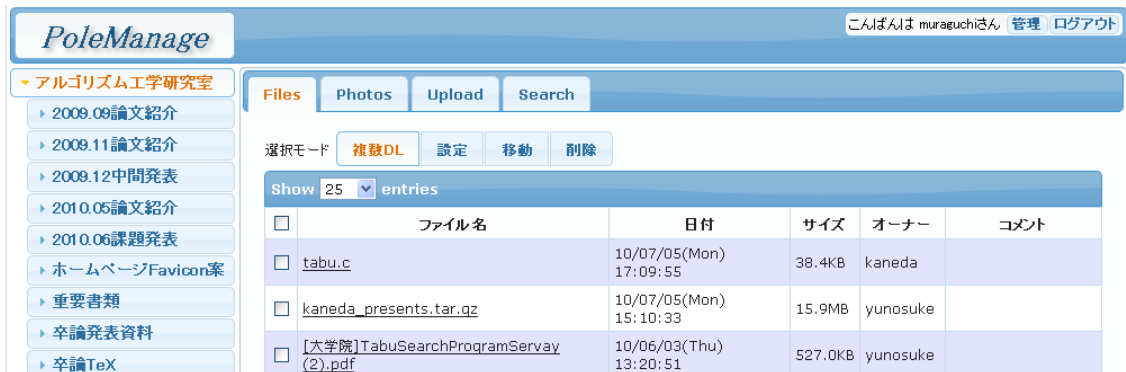 PoleManage
こんばんは muraguchiさん 管理 ログアウト
アルゴリズム工学研究室
2009.09論文紹介
2009.11論文紹介
2009.12中間発表
2010.05論文紹介
2010.06課題発表
ホームページFavicon案
重要書類
卒論発表資料
卒論TeX
Files Photos Upload Search
選択モード 複数DL 設定 移動 削除
Show 25 entries
ファイル名 日付 サイズ オーナー コメント
tabu.c 10/07/05(Mon) 38.4KB kaneda
17:09:55
kaneda_presents.tar.gz 10/07/05(Mon) 15.9MB yunosuke
15:10:33
[大学院]TabuSearchProgramServay 10/06/03(Thu) 527.0KB yunosuke
(2).pdf 13:20:51